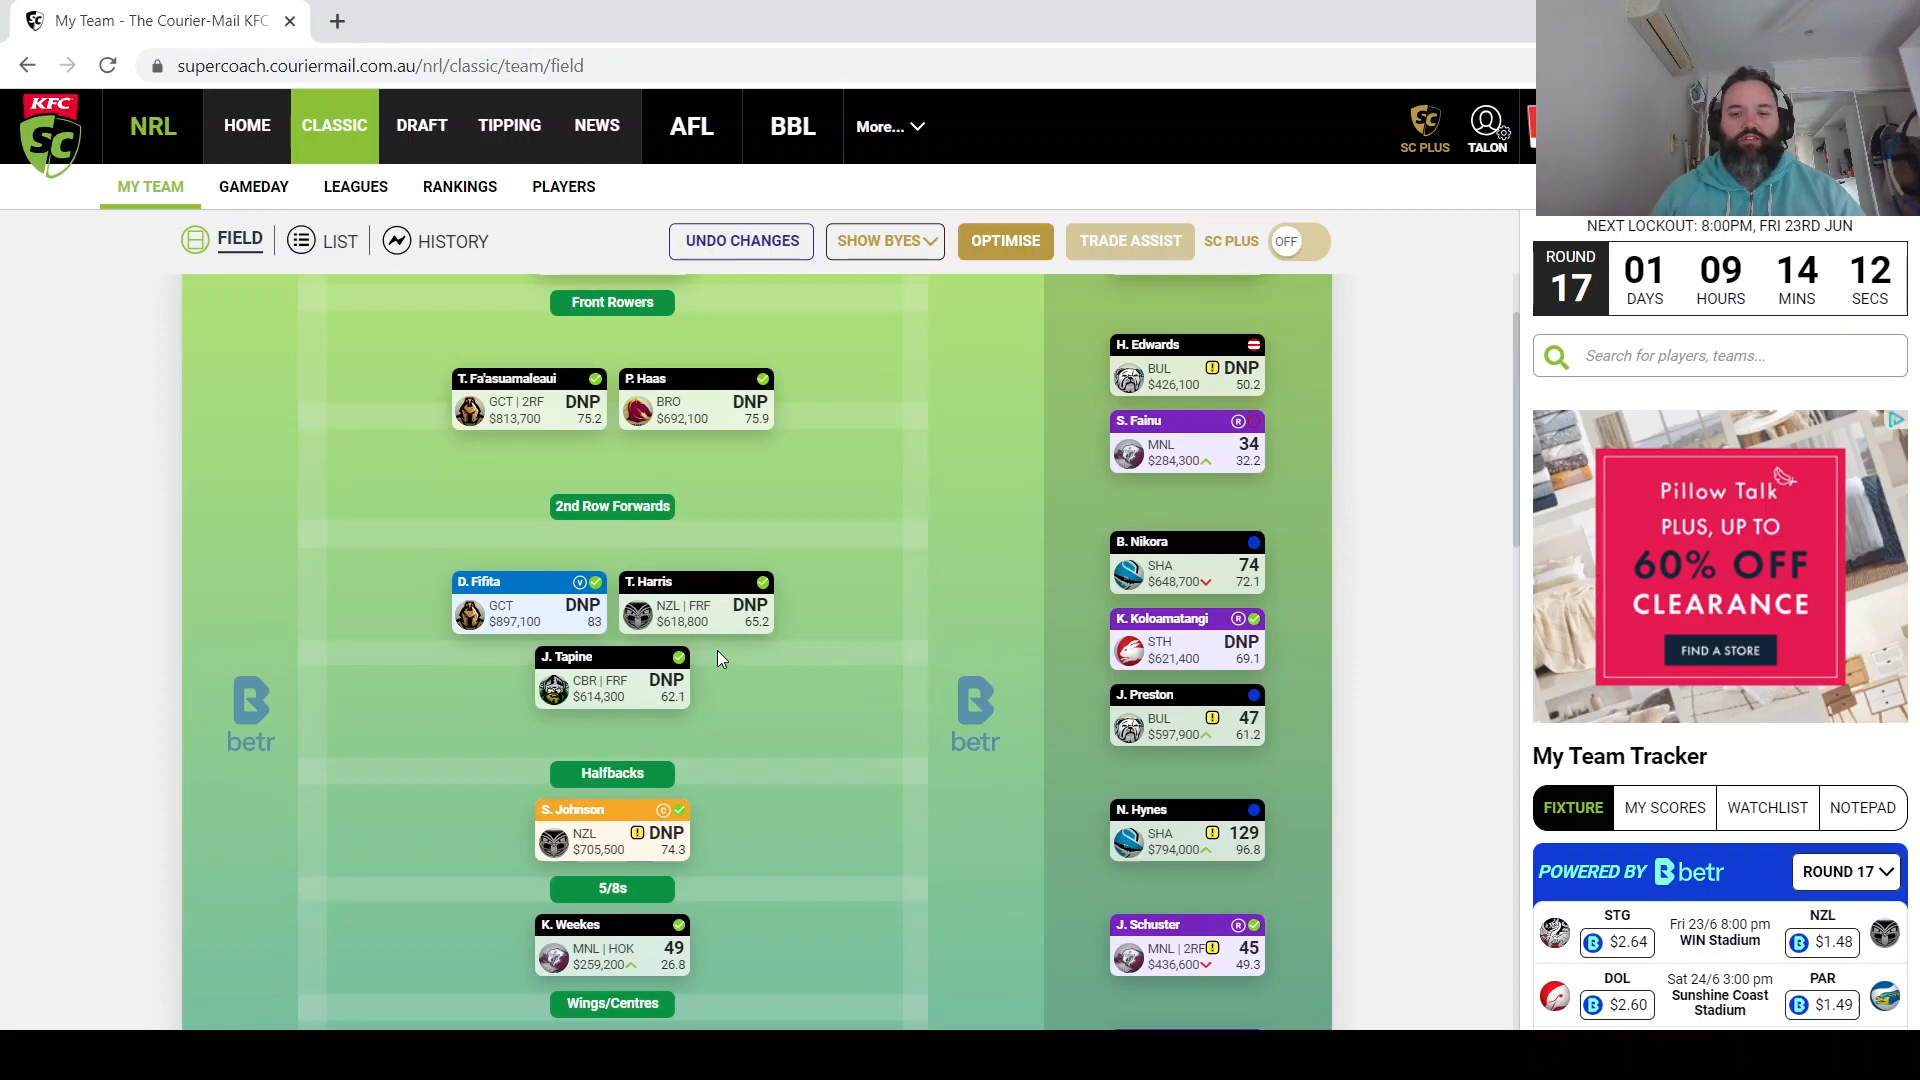 My Team - The Courier-Mail KFC
supercoach.couriermail.com.au/nrl/classic/team/field
KFC
SC
NRL
HOME
CLASSIC
DRAFT
TIPPING
NEWS
AFL
BBL
More...
SC
SC PLUS
TALON
MY TEAM
GAMEDAY
LEAGUES
RANKINGS
PLAYERS
FIELD
LIST
HISTORY
UNDO CHANGES
SHOW BYES
OPTIMISE
TRADE ASSIST
SC PLUS
OFF
Front Rowers
T. Fa'asuamaleaui
GCT | 2RF
DNP
$813,700
75.2
P. Haas
BRO
DNP
$692,100
75.9
H. Edwards
BUL
! DNP
$426,100
50.2
S. Fainu
R
MNL
34
$284,300
32.2
2nd Row Forwards
D. Fifita
V
GCT
DNP
$897,100
83
T. Harris
NZL | FRF
DNP
$618,800
65.2
J. Tapine
CBR | FRF
DNP
$614,300
62.1
B. Nikora
SHA
74
$648,700
72.1
K. Koloamatangi
R
STH
DNP
$621,400
69.1
J. Preston
BUL
! 47
$597,900
61.2
B
betr
B
betr
Halfbacks
S. Johnson
C
NZL
! DNP
$705,500
74.3
N. Hynes
SHA
! 129
$794,000
96.8
5/8s
K. Weekes
MNL | HOK
49
$259,200
26.8
J. Schuster
R
MNL | 2RF
! 45
$436,600
49.3
Wings/Centres
NEXT LOCKOUT: 8:00PM, FRI 23RD JUN
ROUND
17
01
DAYS
09
HOURS
14
MINS
12
SECS
Search for players, teams...
Pillow Talk
PLUS, UP TO
60% OFF
CLEARANCE
FIND A STORE
My Team Tracker
FIXTURE
MY SCORES
WATCHLIST
NOTEPAD
POWERED BY B betr
ROUND 17
STG
B $2.64
Fri 23/6 8:00 pm
WIN Stadium
NZL
B $1.48
DOL
B $2.60
Sat 24/6 3:00 pm
Sunshine Coast
Stadium
PAR
B $1.49